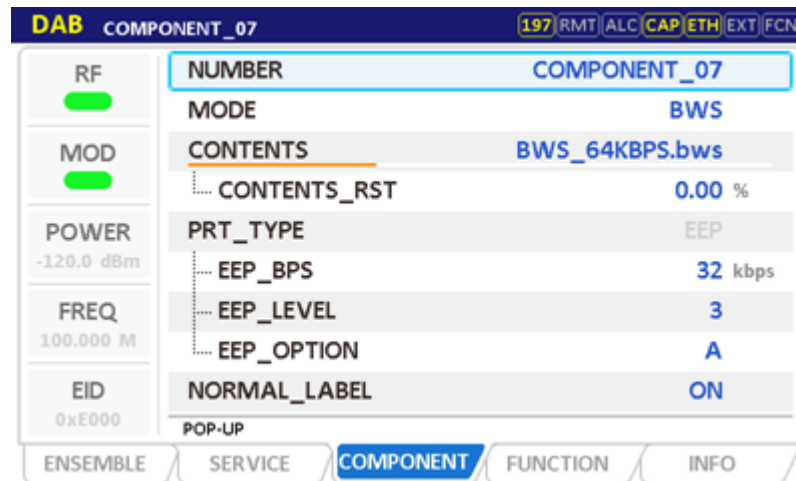 DAB COMPONENT_07 197 RMT ALC CAP ETH EXT FCN
RF
MOD
POWER
-120.0 dBm
FREQ
100.000 M
EID
0xE000
NUMBER COMPONENT_07
MODE BWS
CONTENTS BWS_64KBPS.bws
CONTENTS_RST 0.00 %
PRT_TYPE EEP
EEP_BPS 32 kbps
EEP_LEVEL 3
EEP_OPTION A
NORMAL_LABEL ON
POP-UP
ENSEMBLE SERVICE COMPONENT FUNCTION INFO